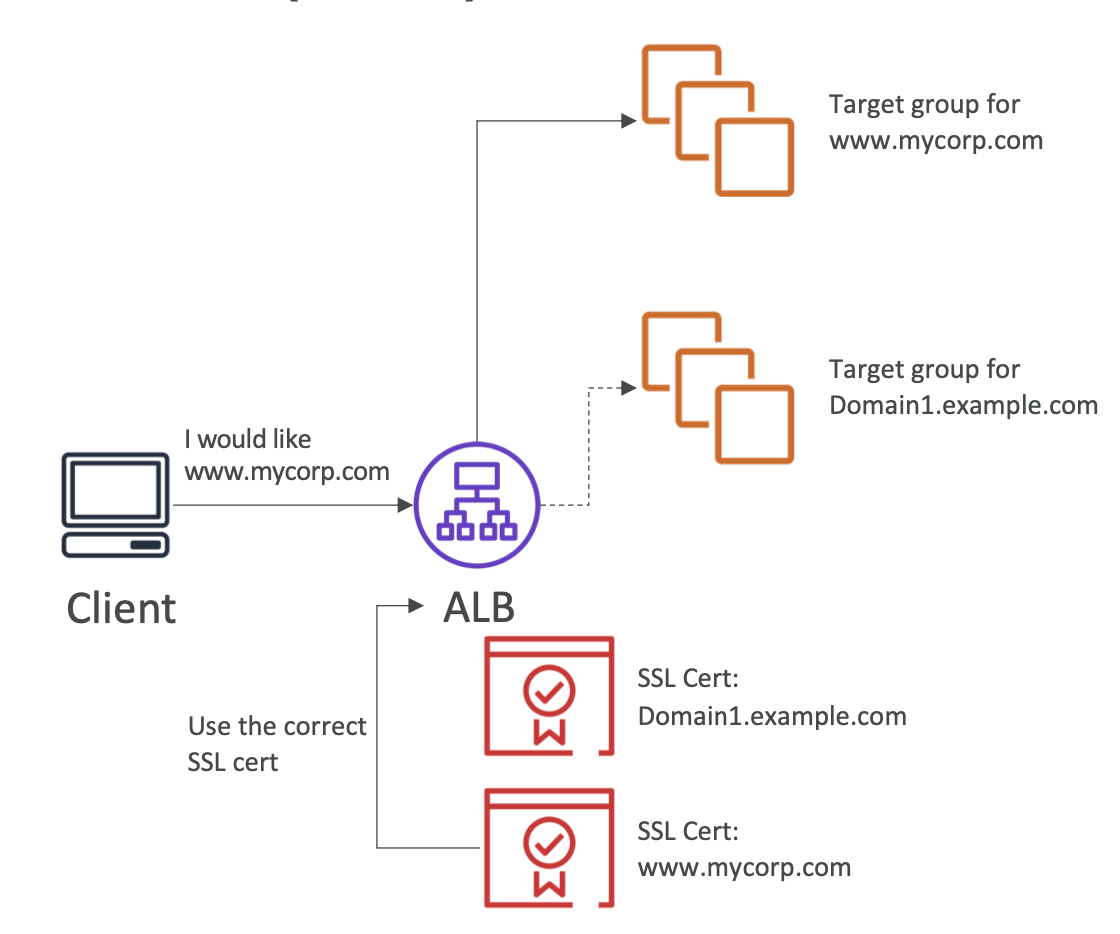 Target group for
www.mycorp.com
Target group for
Domain1.example.com
I would like
www.mycorp.com
Client
ALB
SSL Cert:
Domain1.example.com
Use the correct
SSL cert
SSL Cert:
www.mycorp.com